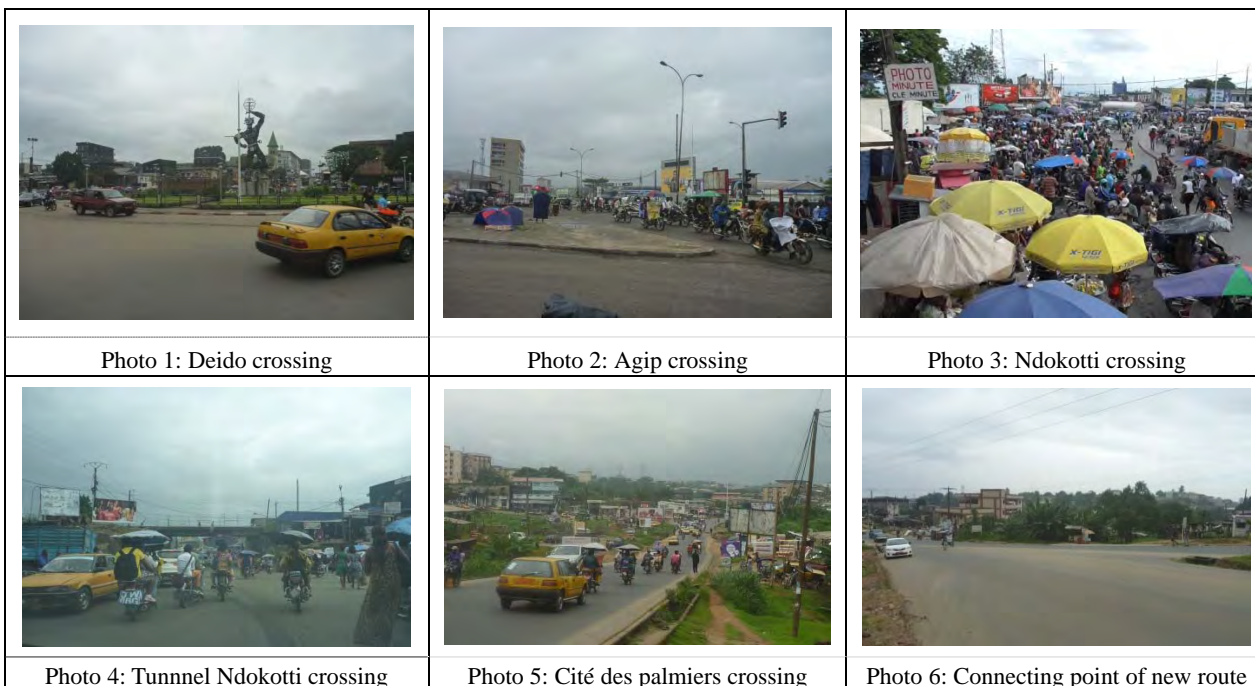 PHOTO
MINUTE
CLE MINUTE
X-TIGI
X-TIGI
Photo 1: Deido crossing
Photo 2: Agip crossing
Photo 3: Ndokotti crossing
Photo 4: Tunnnel Ndokotti crossing
Photo 5: Cité des palmiers crossing
Photo 6: Connecting point of new route